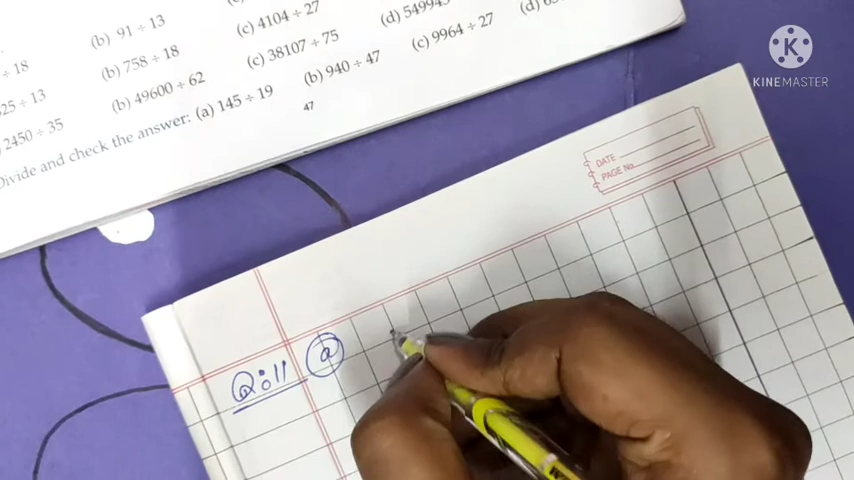 ÷ 18 (b) 91 ÷ 13 (c) 4104 ÷ 27
25 ÷ 13 (b) 758 ÷ 18 (c) 38107 ÷ 75 (d)
2450 ÷ 35 (b) 49600 ÷ 62 (b) 940 ÷ 47 (c) 9964 ÷ 27 (d)
Divide and check the answer: (a) 145 ÷ 19
47
K
KINEMASTER
DATE
PAGE No.
Q:11 (a)